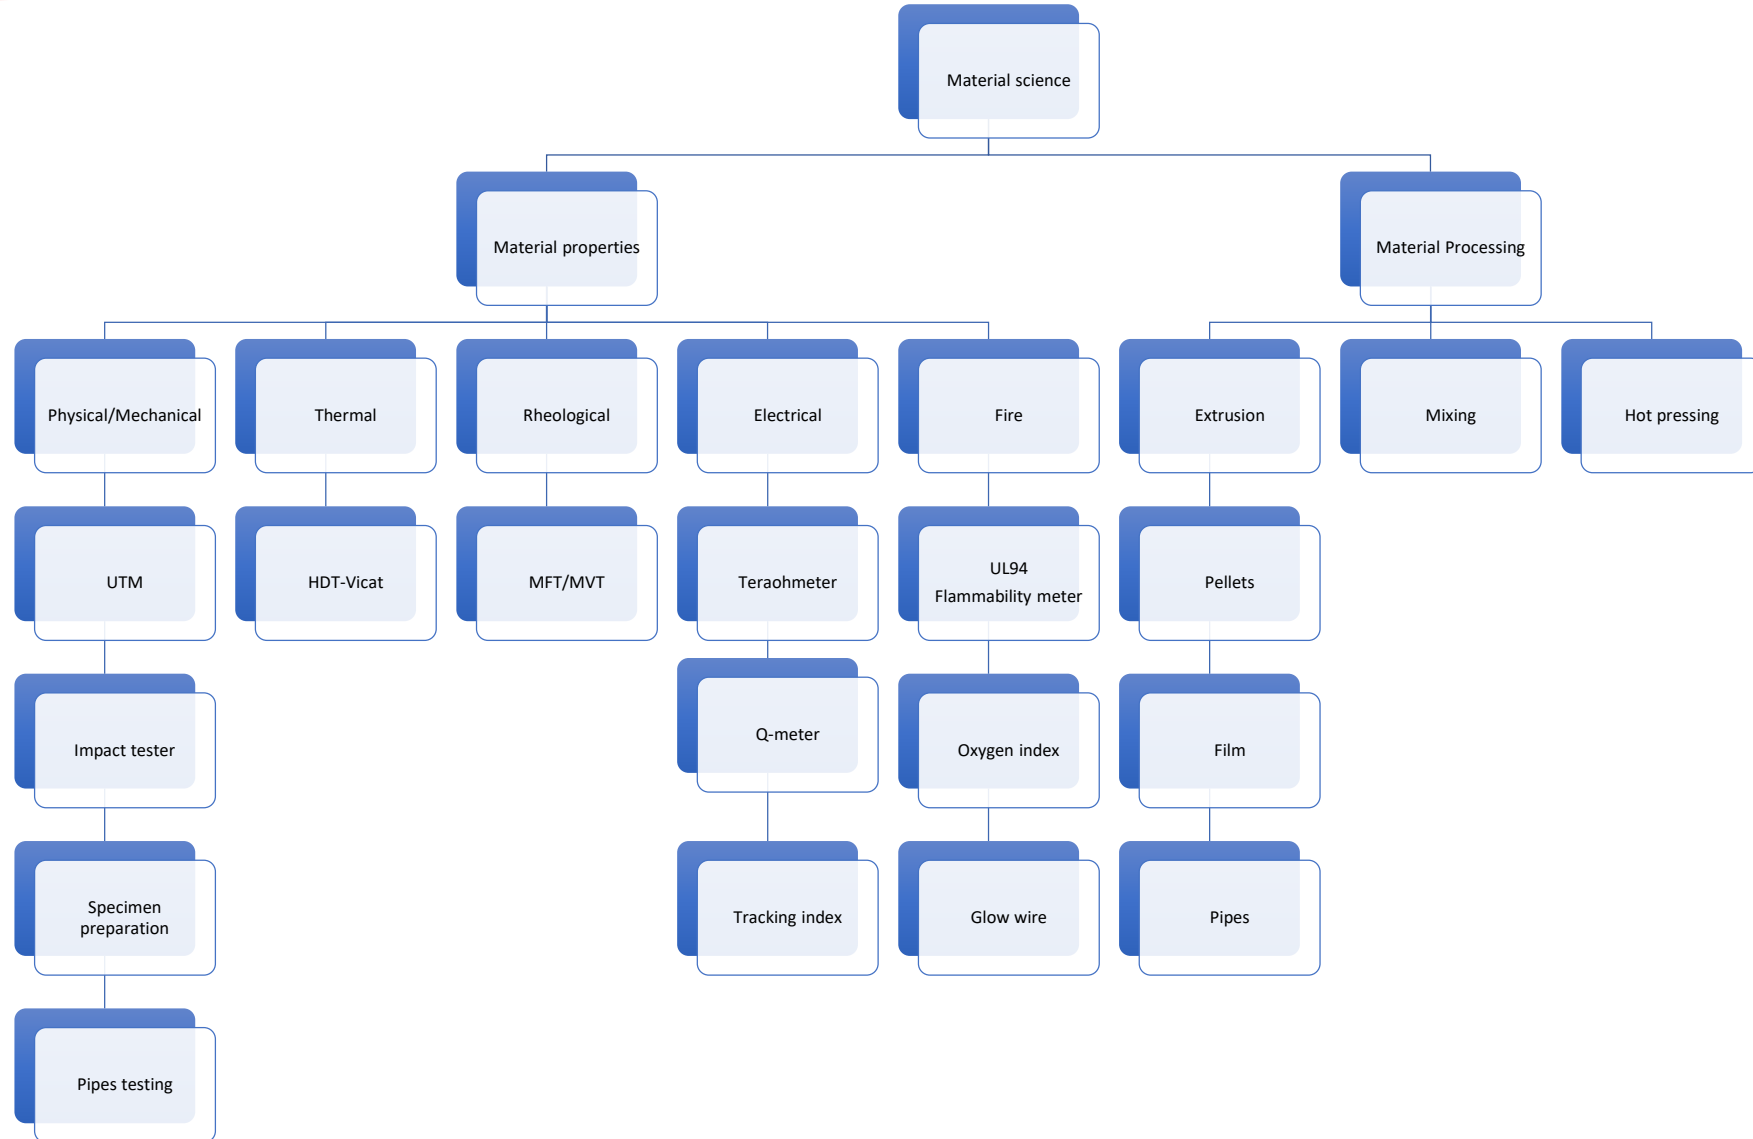 Material science
Material properties
Material Processing
Physical/Mechanical
Thermal
Rheological
Electrical
Fire
Extrusion
Mixing
Hot pressing
UTM
HDT-Vicat
MFT/MVT
Teraohmeter
UL94
Flammability meter
Pellets
Impact tester
Q-meter
Oxygen index
Film
Specimen
preparation
Tracking index
Glow wire
Pipes
Pipes testing